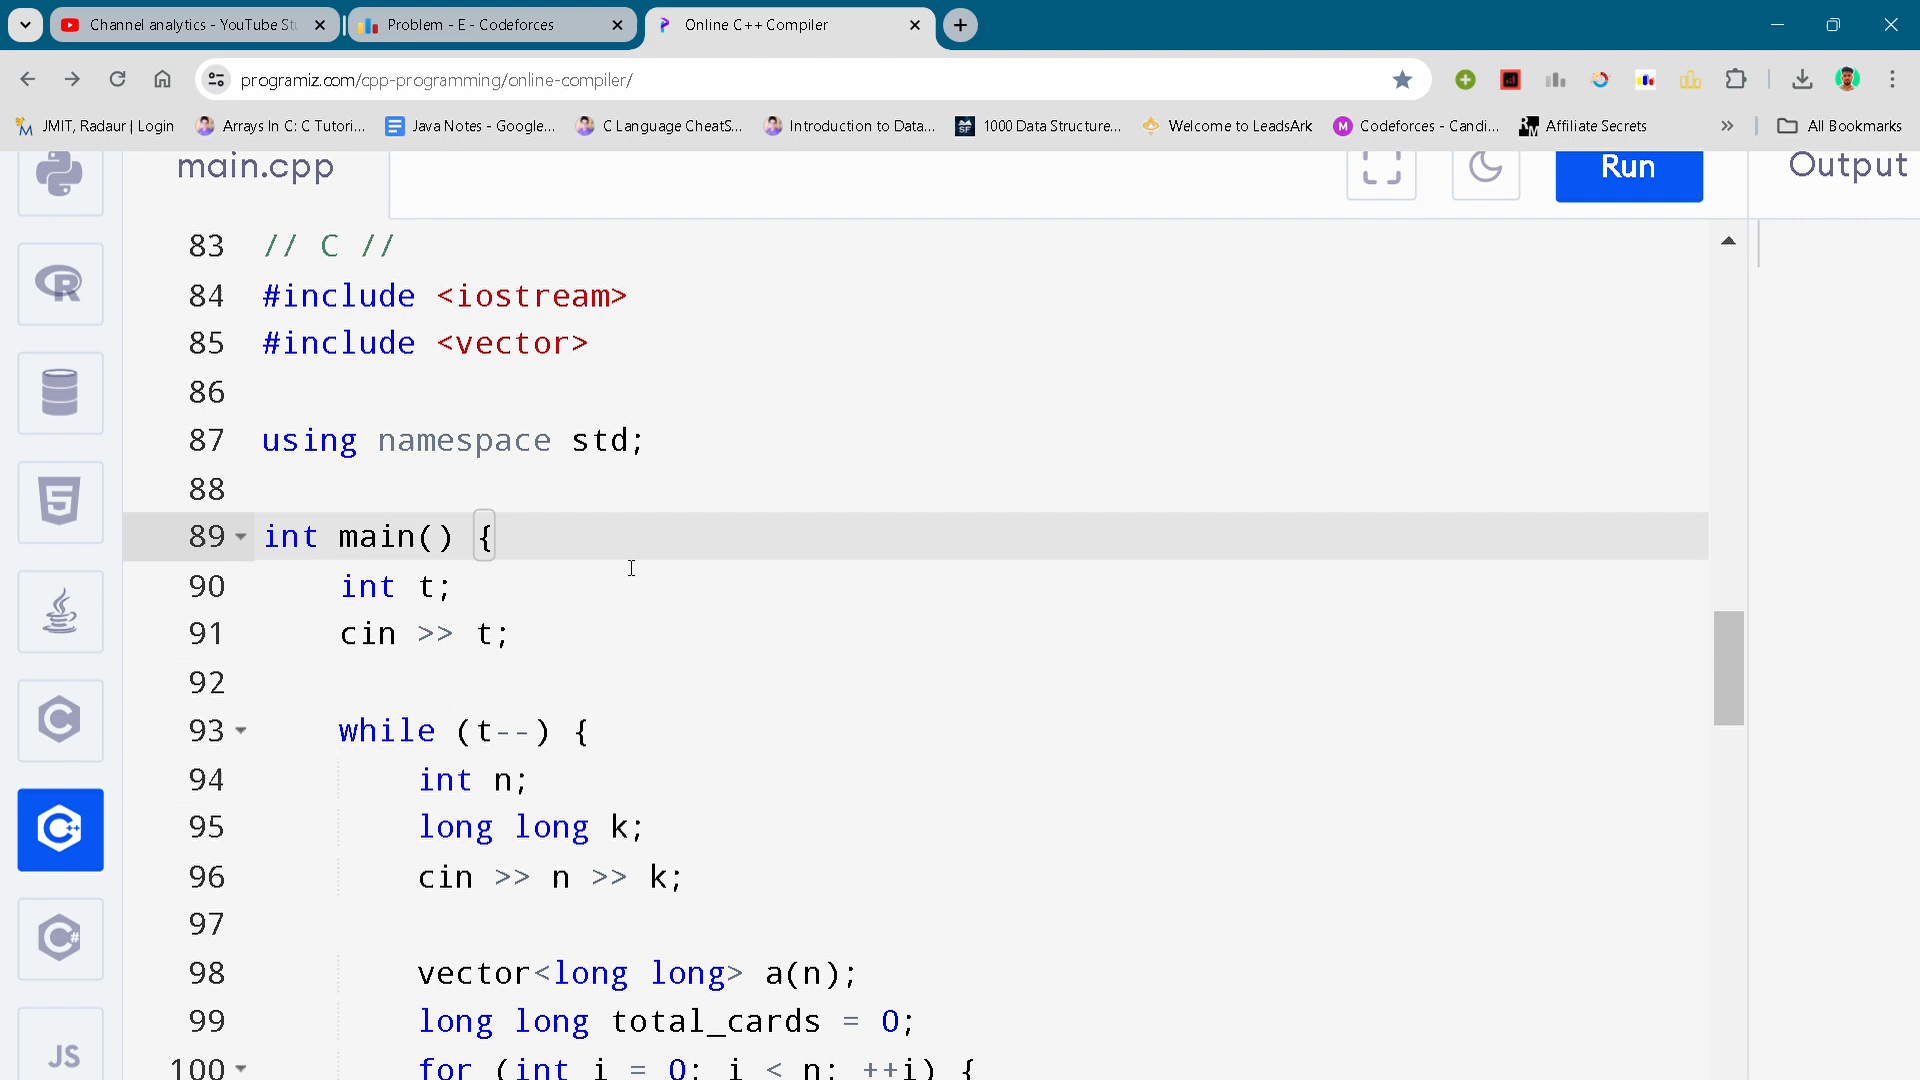 Channel analytics - YouTube St
Problem - E - Codeforces
Online C++ Compiler
programiz.com/cpp-programming/online-compiler/
JMIT, Radaur | Login
Arrays In C: C Tutori...
Java Notes - Google...
C Language CheatS...
Introduction to Data...
1000 Data Structure...
Welcome to LeadsArk
Codeforces - Candi...
Affiliate Secrets
All Bookmarks
main.cpp
Run
Output
83 // C //
84 #include <iostream>
85 #include <vector>
86
87 using namespace std;
88
89 int main() {
90 int t;
91 cin >> t;
92
93 while (t--) {
94 int n;
95 long long k;
96 cin >> n >> k;
97
98 vector<long long> a(n);
99 long long total_cards = 0;
100 for (int i = 0; i < n; ++i) {
JS